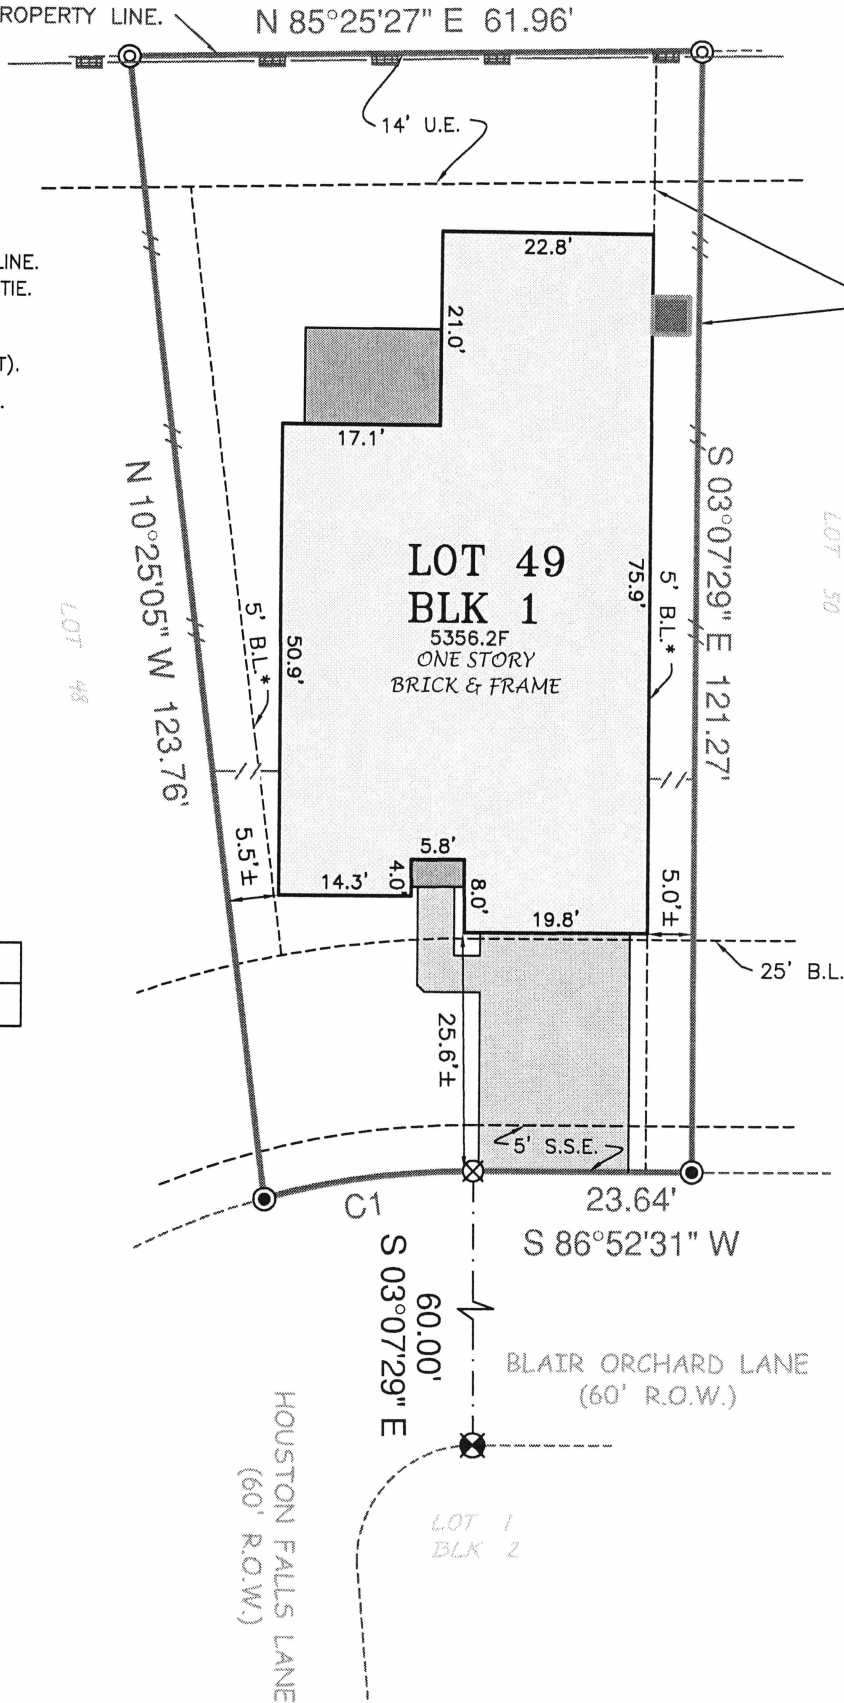 PROPERTY LINE.
N 85°25'27" E 61.96'
14' U.E.
LINE.
TIE.
T).
22.8'
21.0'
17.1'
N 10°25'05" W 123.76'
S 03°07'29" E 121.27'
LOT 50
LOT 48
LOT 49
BLK 1
5356.2F
ONE STORY
BRICK & FRAME
75.9'
5' B.L.*
5' B.L.*
50.9'
5.5'±
5.8'
4.0'
14.3'
8.0'
19.8'
5.0'±
25' B.L.
25.6'±
5' S.S.E.
C1
23.64'
S 86°52'31" W
60.00'
S 03°07'29" E
BLAIR ORCHARD LANE
(60' R.O.W.)
HOUSTON FALLS LANE
(60' R.O.W.)
LOT 1
BLK 2